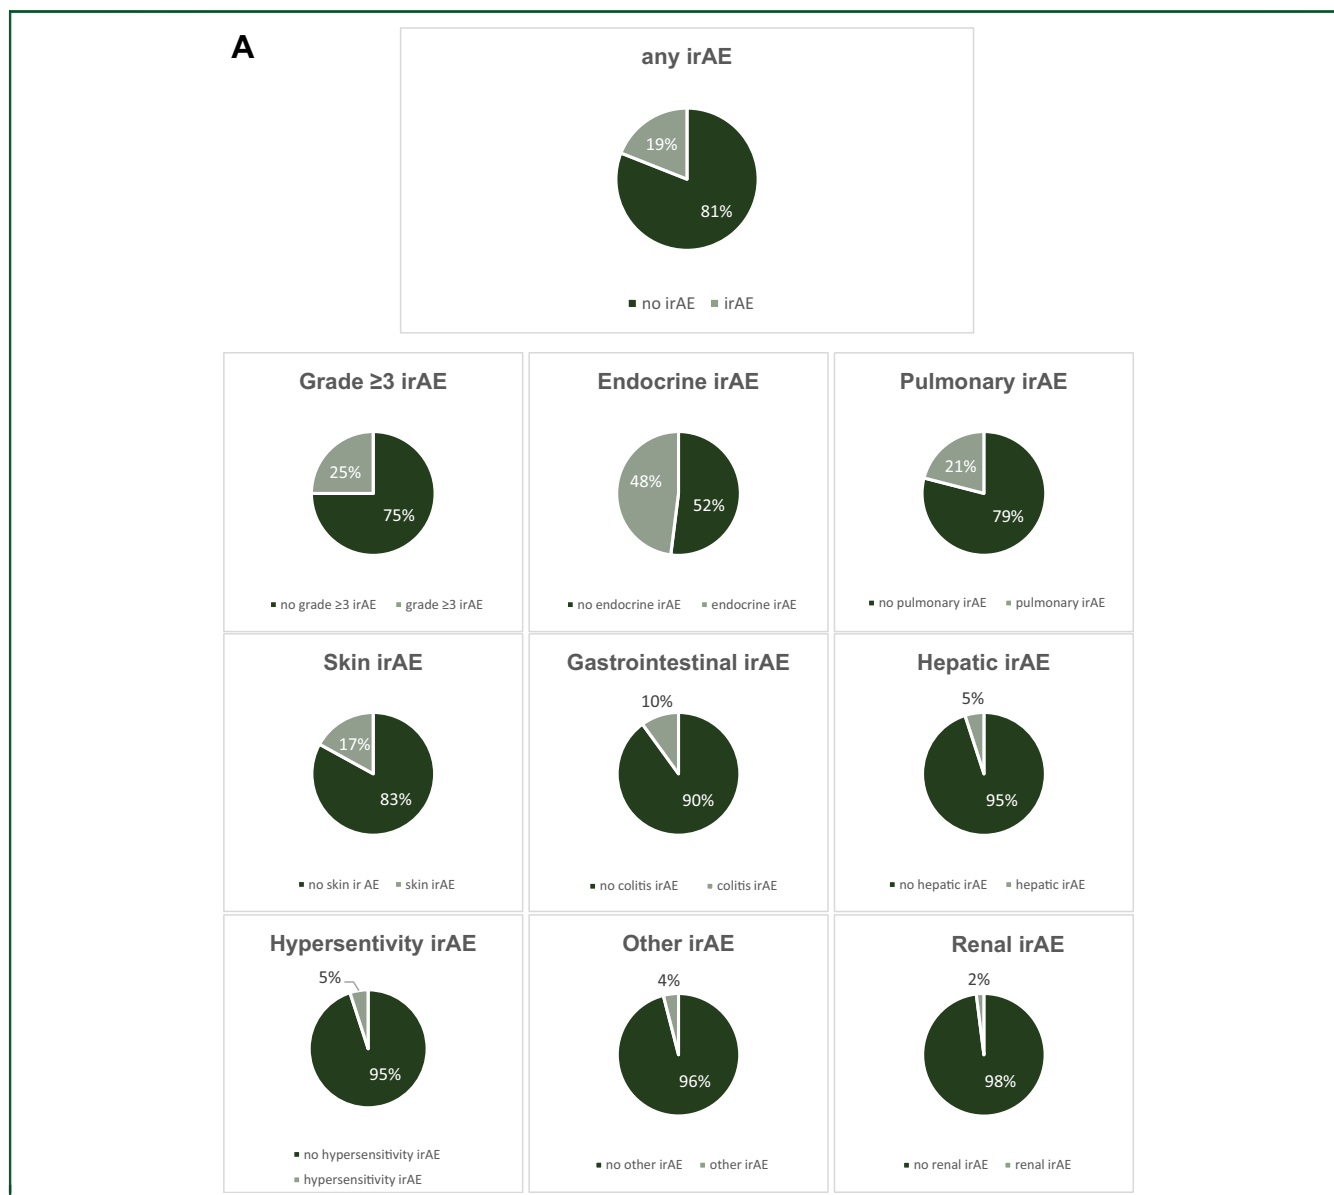 A
any irAE
19%
81%
no irAE irAE
Grade ≥3 irAE
25%
75%
no grade ≥3 irAE grade ≥3 irAE
Endocrine irAE
48%
52%
no endocrine irAE endocrine irAE
Pulmonary irAE
21%
79%
no pulmonary irAE pulmonary irAE
Skin irAE
17%
83%
no skin ir AE skin irAE
Gastrointestinal irAE
10%
90%
no colitis irAE colitis irAE
Hepatic irAE
5%
95%
no hepatic irAE hepatic irAE
Hypersentivity irAE
5%
95%
no hypersensitivity irAE
hypersensitivity irAE
Other irAE
4%
96%
no other irAE other irAE
Renal irAE
2%
98%
no renal irAE renal irAE